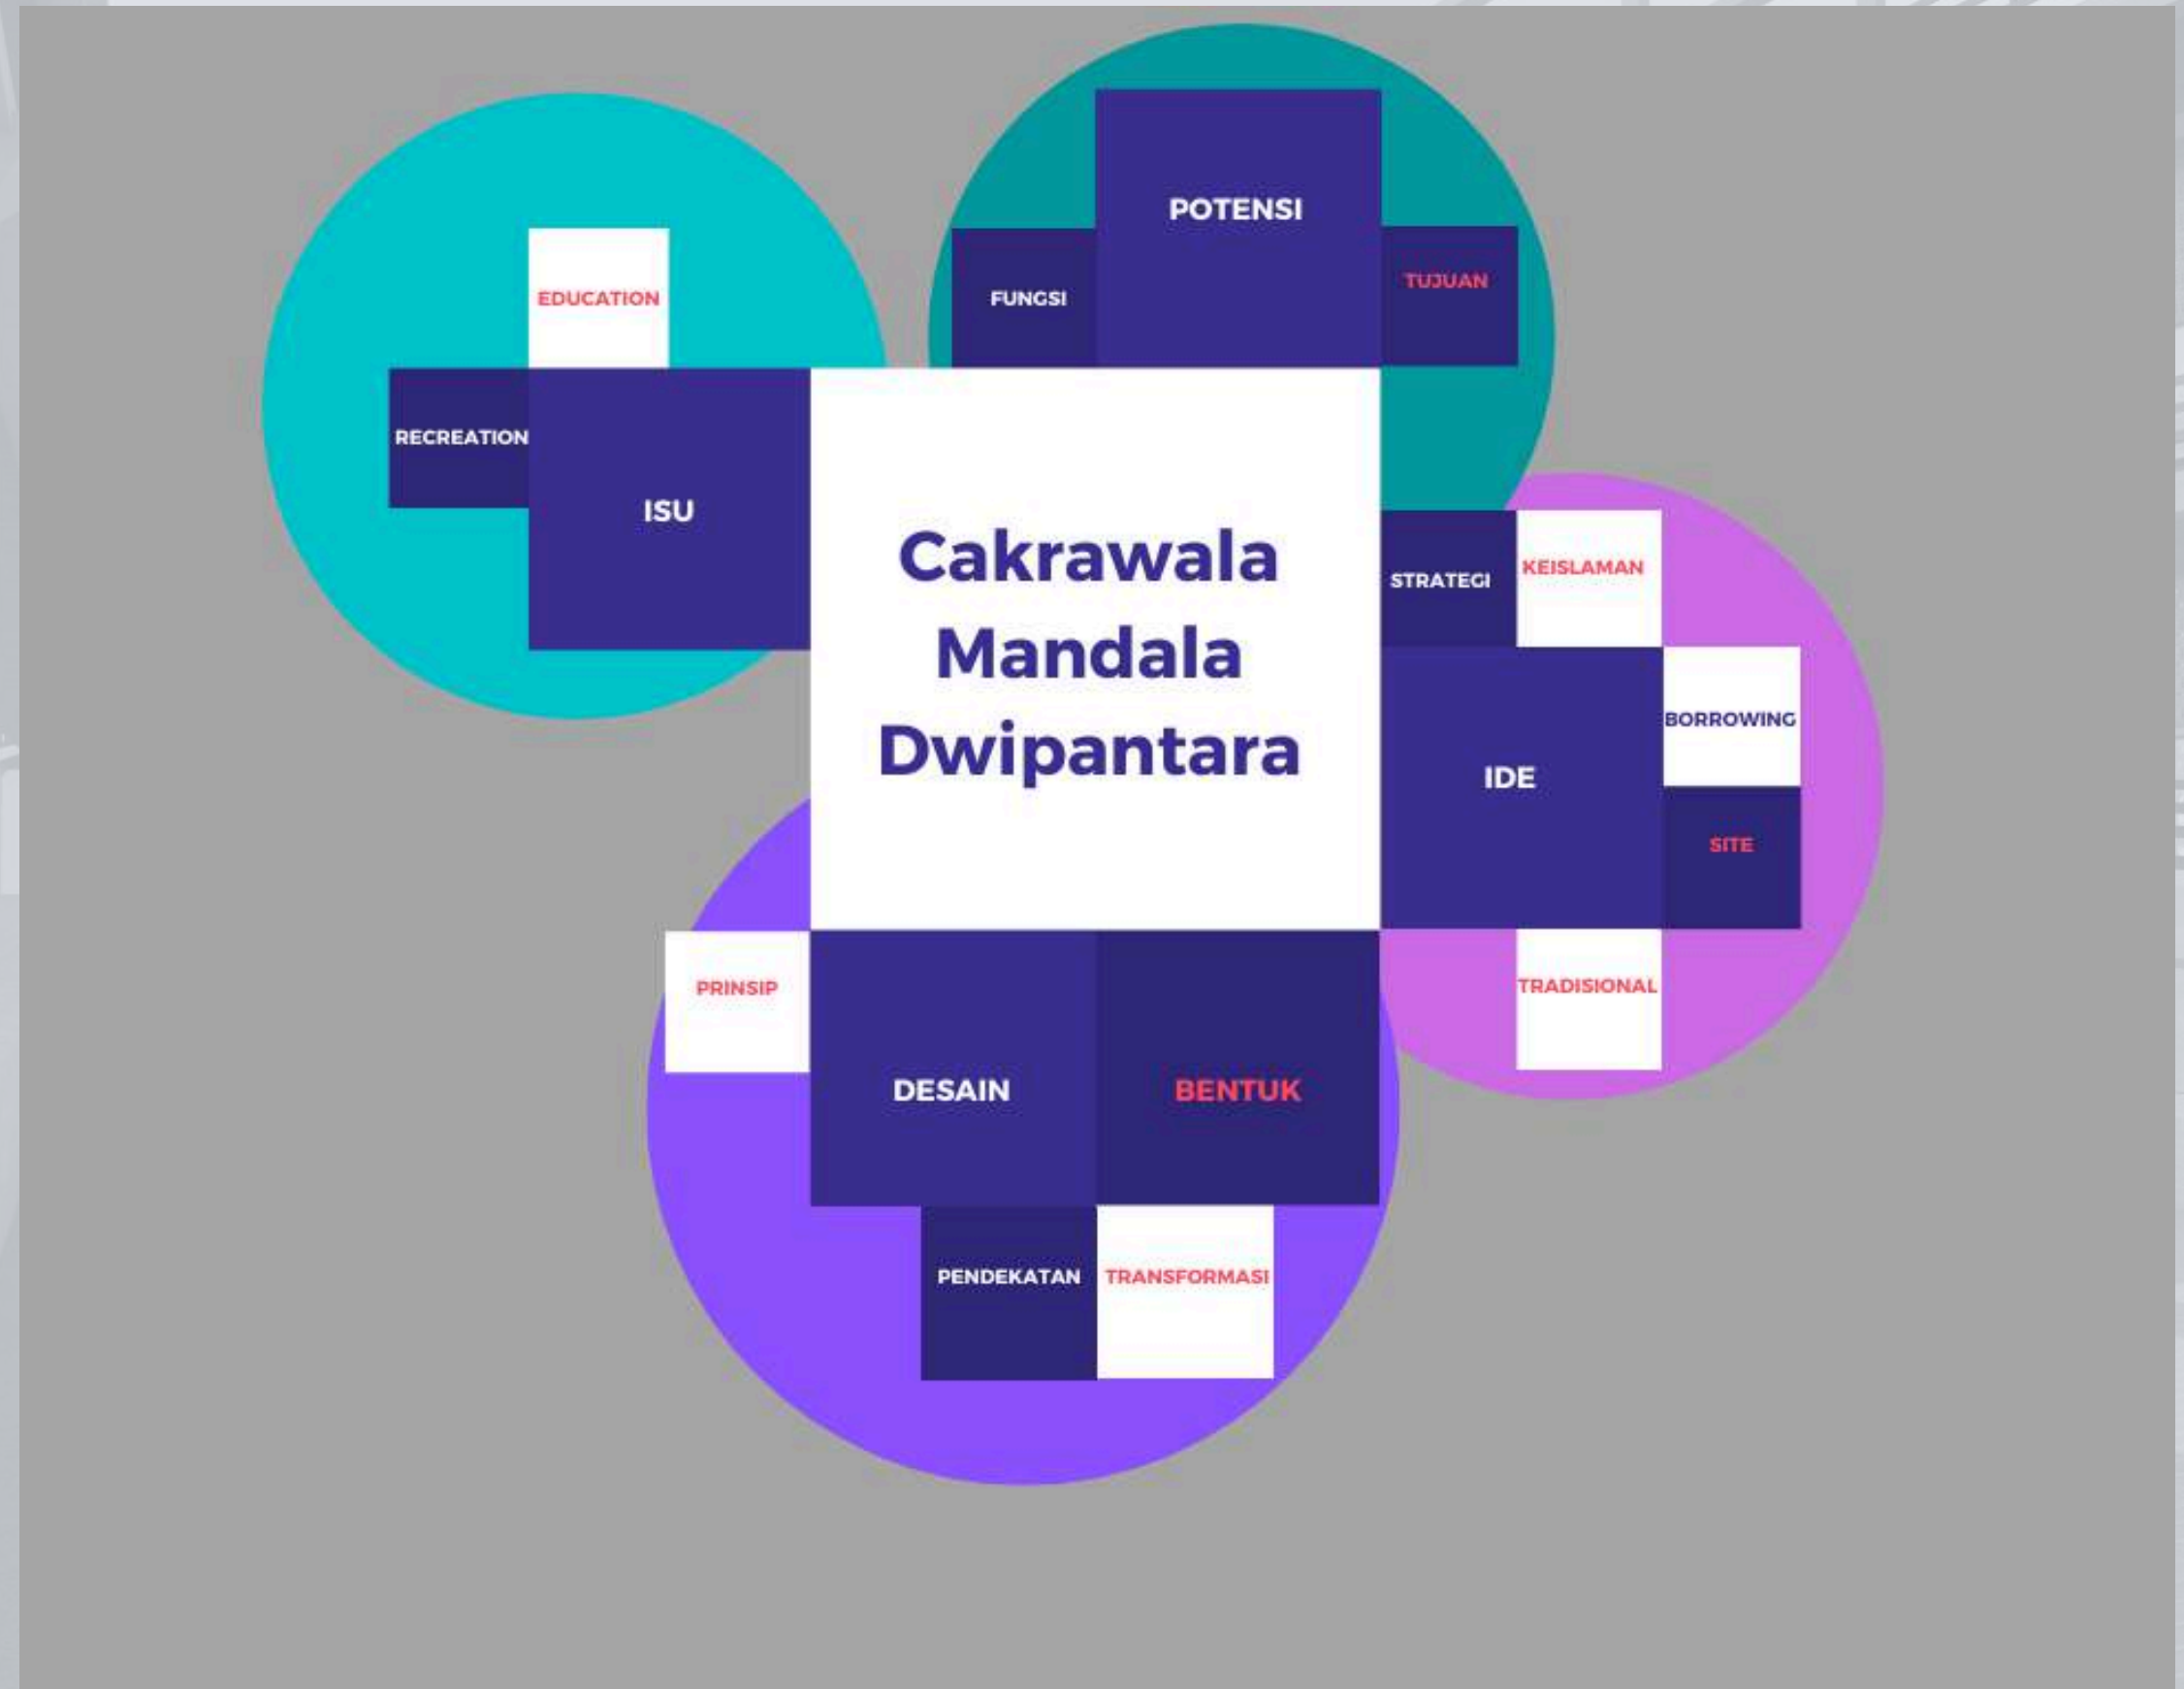 POTENSI
FUNGSI
TUJUAN
EDUCATION
RECREATION
ISU
Cakrawala
Mandala
Dwipantara
STRATEGI
KEISLAMAN
BORROWING
IDE
SITE
TRADISIONAL
PRINSIP
DESAIN
BENTUK
PENDEKATAN
TRANSFORMASI